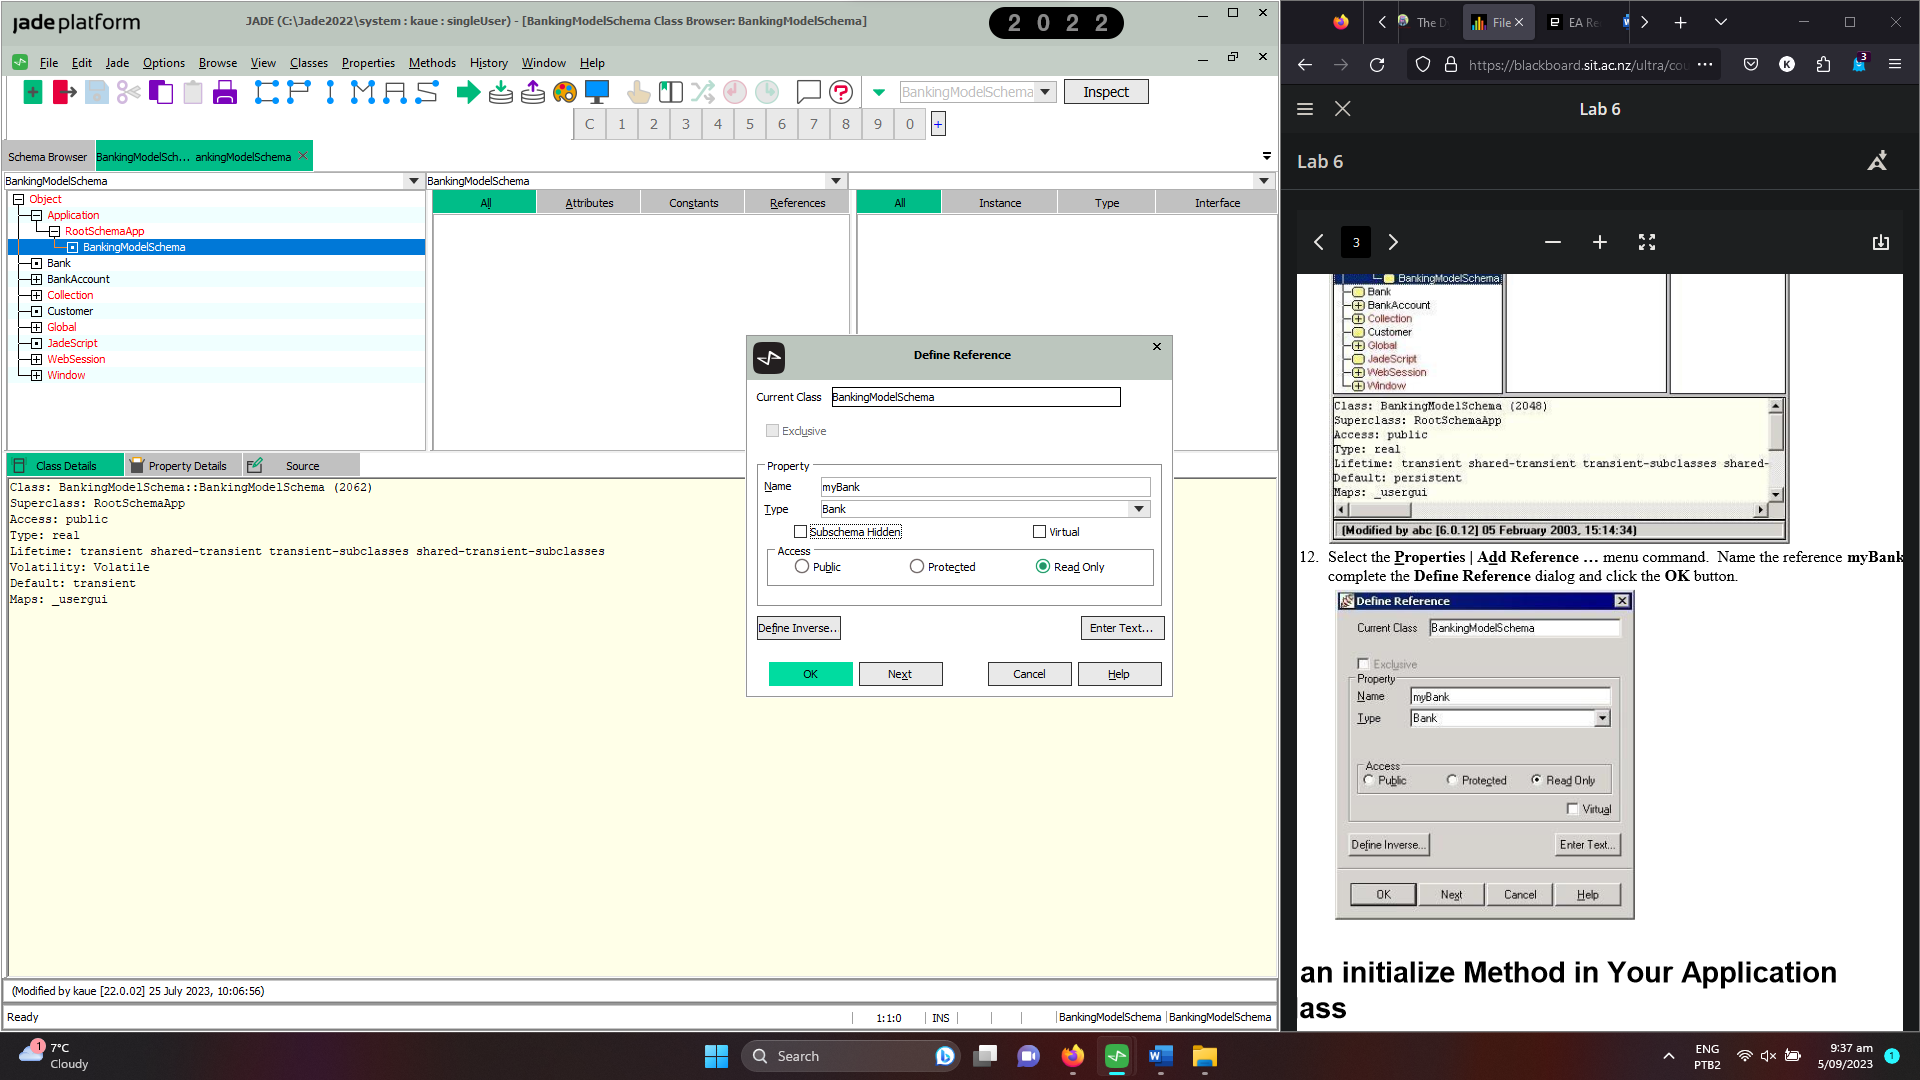 jade platform
JADE (C:\Jade2022\system : kaue : singleUser) - [BankingModelSchema Class Browser: BankingModelSchema]
2 0 2 2
File Edit Jade Options Browse View Classes Properties Methods History Window Help
BankingModelSchema
Inspect
C 1 2 3 4 5 6 7 8 9 0 +
Schema Browser
BankingModelSch... ankingModelSchema
BankingModelSchema
BankingModelSchema
Object
Application
RootSchemaApp
BankingModelSchema
Bank
BankAccount
Collection
Customer
Global
JadeScript
WebSession
Window
All Attributes Constants References
All Instance Type Interface
Class Details Property Details Source
Class: BankingModelSchema::BankingModelSchema (2062)
Superclass: RootSchemaApp
Access: public
Type: real
Lifetime: transient shared-transient transient-subclasses shared-transient-subclasses
Volatility: Volatile
Default: transient
Maps: _usergui
Define Reference
Current Class BankingModelSchema
Exclusive
Property
Name myBank
Type Bank
Subschema Hidden Virtual
Access
Public Protected Read Only
Define Inverse.. Enter Text...
OK Next Cancel Help
(Modified by kaue [22.0.02] 25 July 2023, 10:06:56)
Ready 1:1:0 INS BankingModelSchema BankingModelSchema
The D
File
EA Re
https://blackboard.sit.ac.nz/ultra/cou
K
3
Lab 6
Lab 6
3
BankingModelSchema
Bank
BankAccount
Collection
Customer
Global
JadeScript
WebSession
Window
Class: BankingModelSchema (2048)
Superclass: RootSchemaApp
Access: public
Type: real
Lifetime: transient shared-transient transient-subclasses shared-
Default: persistent
Maps: _usergui
(Modified by abc [6.0.12] 05 February 2003, 15:14:34)
12. Select the Properties | Add Reference … menu command. Name the reference myBank
complete the Define Reference dialog and click the OK button.
Define Reference
Current Class BankingModelSchema
Exclusive
Property
Name myBank
Type Bank
Access
Public Protected Read Only
Virtual
Define Inverse... Enter Text...
OK Next Cancel Help
an initialize Method in Your Application
lass
1
7°C
Cloudy
Search
ENG
PTB2
9:37 am
5/09/2023
1